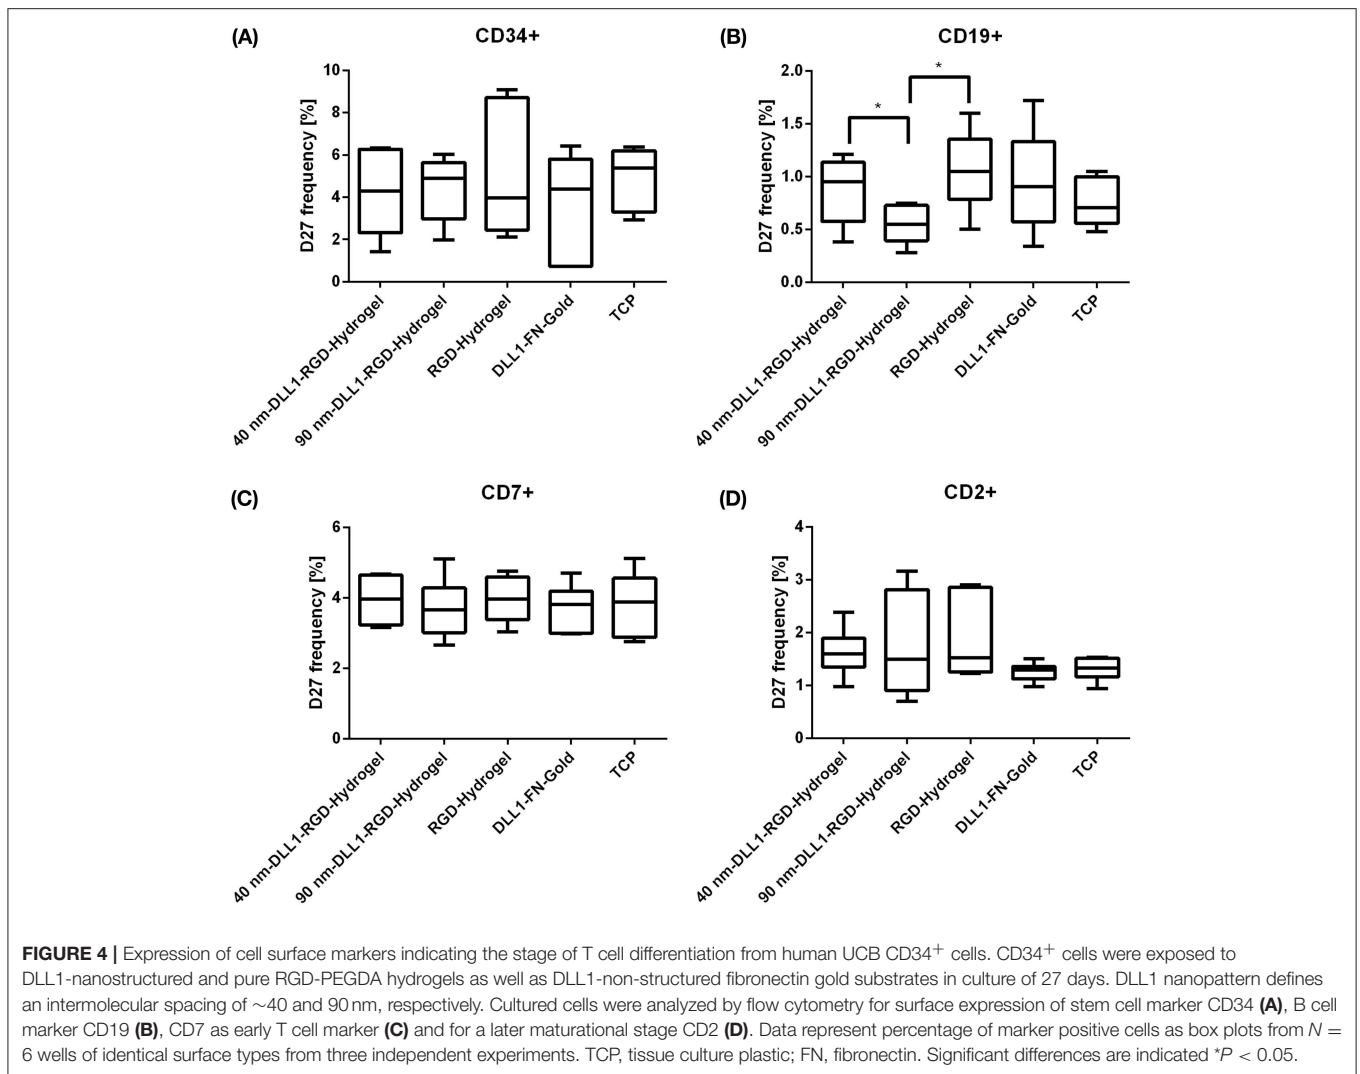 (A)
CD34+
D27 frequency [%]
10
8
6
4
2
0
40 nm-DLL1-RGD-Hydrogel
90 nm-DLL1-RGD-Hydrogel
RGD-Hydrogel
DLL1-FN-Gold
TCP
(B)
CD19+
D27 frequency [%]
2.0
1.5
1.0
0.5
0.0
*
*
40 nm-DLL1-RGD-Hydrogel
90 nm-DLL1-RGD-Hydrogel
RGD-Hydrogel
DLL1-FN-Gold
TCP
(C)
CD7+
D27 frequency [%]
6
4
2
0
40 nm-DLL1-RGD-Hydrogel
90 nm-DLL1-RGD-Hydrogel
RGD-Hydrogel
DLL1-FN-Gold
TCP
(D)
CD2+
D27 frequency [%]
4
3
2
1
0
40 nm-DLL1-RGD-Hydrogel
90 nm-DLL1-RGD-Hydrogel
RGD-Hydrogel
DLL1-FN-Gold
TCP
FIGURE 4 | Expression of cell surface markers indicating the stage of T cell differentiation from human UCB CD34+ cells. CD34+ cells were exposed to
DLL1-nanostructured and pure RGD-PEGDA hydrogels as well as DLL1-non-structured fibronectin gold substrates in culture of 27 days. DLL1 nanopattern defines
an intermolecular spacing of ∼40 and 90 nm, respectively. Cultured cells were analyzed by flow cytometry for surface expression of stem cell marker CD34 (A), B cell
marker CD19 (B), CD7 as early T cell marker (C) and for a later maturational stage CD2 (D). Data represent percentage of marker positive cells as box plots from N =
6 wells of identical surface types from three independent experiments. TCP, tissue culture plastic; FN, fibronectin. Significant differences are indicated *P < 0.05.